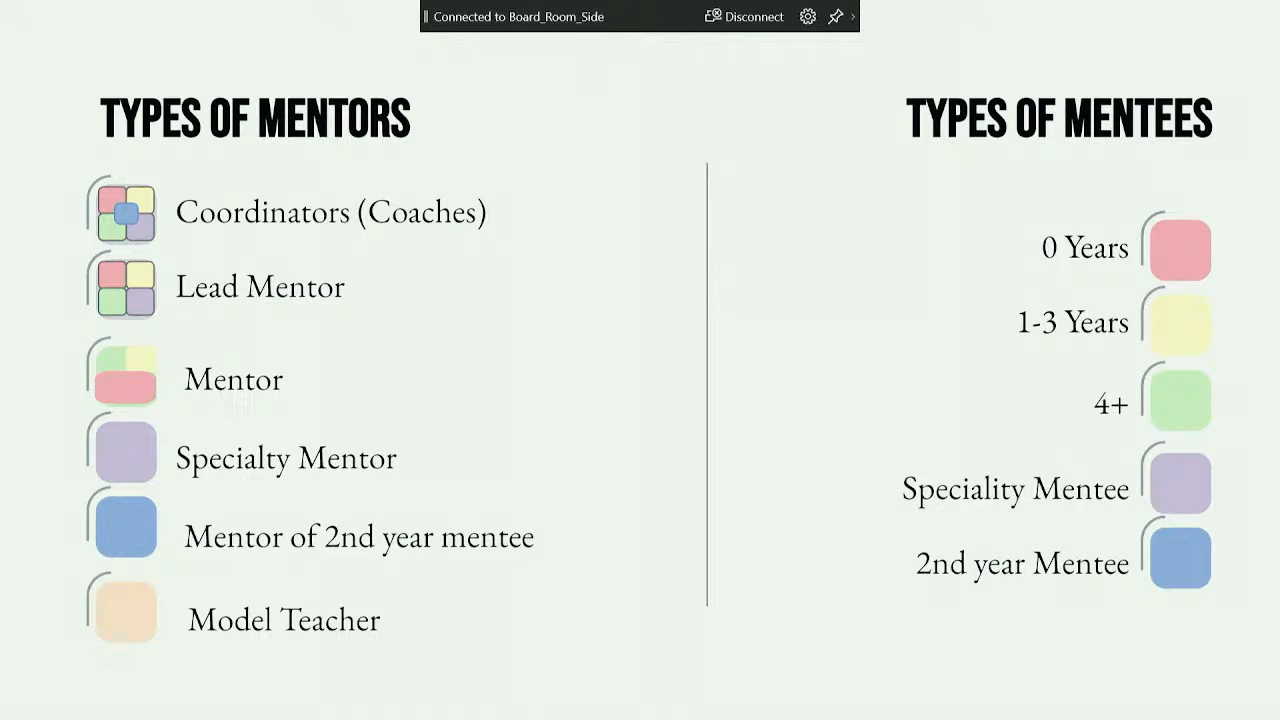 Connected to Board_Room_Side
Disconnect
TYPES OF MENTORS
Coordinators (Coaches)
Lead Mentor
Mentor
Specialty Mentor
Mentor of 2nd year mentee
Model Teacher
TYPES OF MENTEES
0 Years
1-3 Years
4+
Speciality Mentee
2nd year Mentee